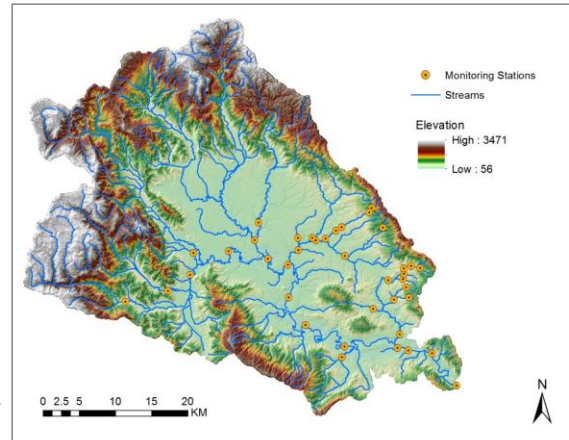 Monitoring Stations
Streams
Elevation
High : 3471
Low : 56
0 2.5 5 10 15 20
KM
N